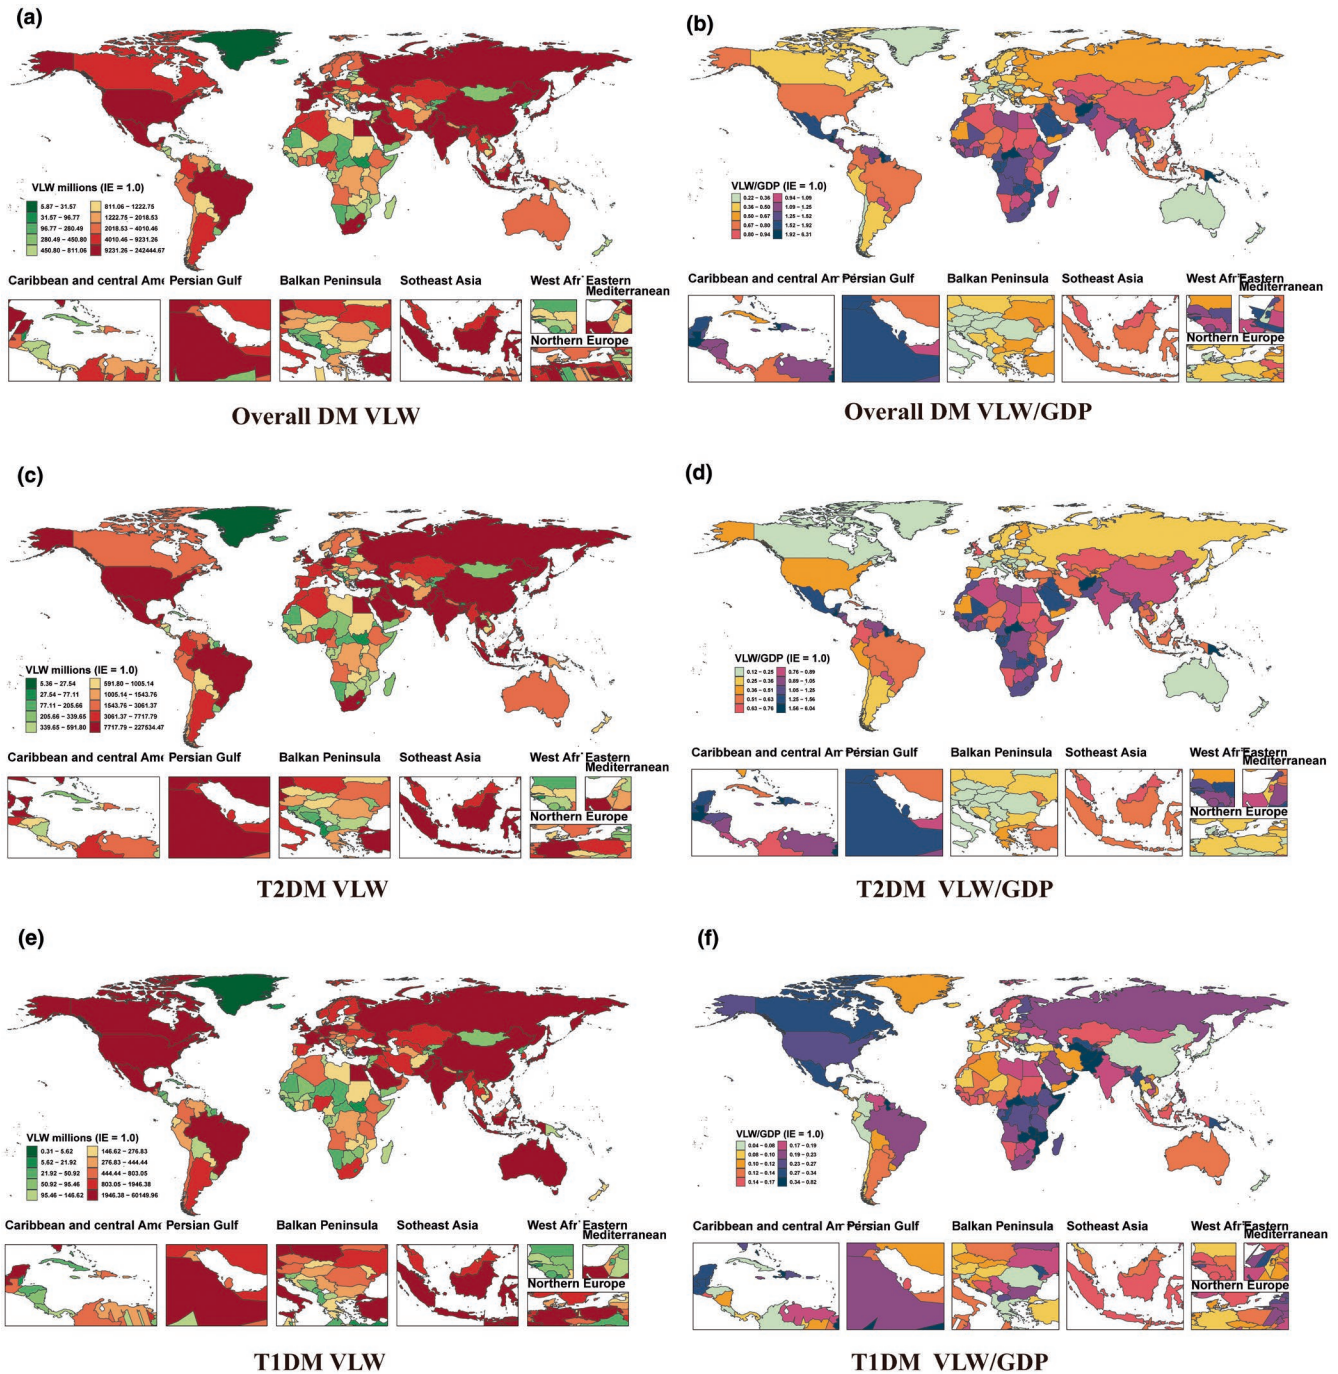 (a)
VLW millions (IE = 1.0)
5.87 – 31.57
31.57 – 96.77
96.77 – 280.49
280.49 – 450.80
450.80 – 811.06
811.06 – 1222.75
1222.75 – 2018.53
2018.53 – 4010.46
4010.46 – 9231.26
9231.26 – 242444.67
Caribbean and central Ame
Persian Gulf
Balkan Peninsula
Sotheast Asia
West Afr
Eastern
Mediterranean
Northern Europe
Overall DM VLW
(b)
VLW/GDP (IE = 1.0)
0.22 – 0.36
0.36 – 0.50
0.50 – 0.67
0.67 – 0.80
0.80 – 0.94
0.94 – 1.09
1.09 – 1.25
1.25 – 1.52
1.52 – 1.92
1.92 – 6.31
Caribbean and central Am
Persian Gulf
Balkan Peninsula
Sotheast Asia
West Afr
Eastern
Mediterranean
Northern Europe
Overall DM VLW/GDP
(c)
VLW millions (IE = 1.0)
5.36 – 27.54
27.54 – 77.11
77.11 – 205.66
205.66 – 339.65
339.65 – 591.80
591.80 – 1005.14
1005.14 – 1543.76
1543.76 – 3061.37
3061.37 – 7717.79
7717.79 – 227534.47
Caribbean and central Ame
Persian Gulf
Balkan Peninsula
Sotheast Asia
West Afr
Eastern
Mediterranean
Northern Europe
T2DM VLW
(d)
VLW/GDP (IE = 1.0)
0.12 – 0.25
0.25 – 0.36
0.36 – 0.51
0.51 – 0.63
0.63 – 0.76
0.76 – 0.89
0.89 – 1.05
1.05 – 1.25
1.25 – 1.56
1.56 – 6.04
Caribbean and central Am
Persian Gulf
Balkan Peninsula
Sotheast Asia
West Afr
Eastern
Mediterranean
Northern Europe
T2DM VLW/GDP
(e)
VLW millions (IE = 1.0)
0.31 – 5.62
5.62 – 21.92
21.92 – 50.92
50.92 – 95.46
95.46 – 146.62
146.62 – 276.83
276.83 – 444.44
444.44 – 803.05
803.05 – 1946.38
1946.38 – 60149.96
Caribbean and central Ame
Persian Gulf
Balkan Peninsula
Sotheast Asia
West Afr
Eastern
Mediterranean
Northern Europe
T1DM VLW
(f)
VLW/GDP (IE = 1.0)
0.04 – 0.08
0.08 – 0.10
0.10 – 0.12
0.12 – 0.14
0.14 – 0.17
0.17 – 0.19
0.19 – 0.23
0.23 – 0.27
0.27 – 0.34
0.34 – 0.82
Caribbean and central Am
Persian Gulf
Balkan Peninsula
Sotheast Asia
West Afr
Eastern
Mediterranean
Northern Europe
T1DM VLW/GDP